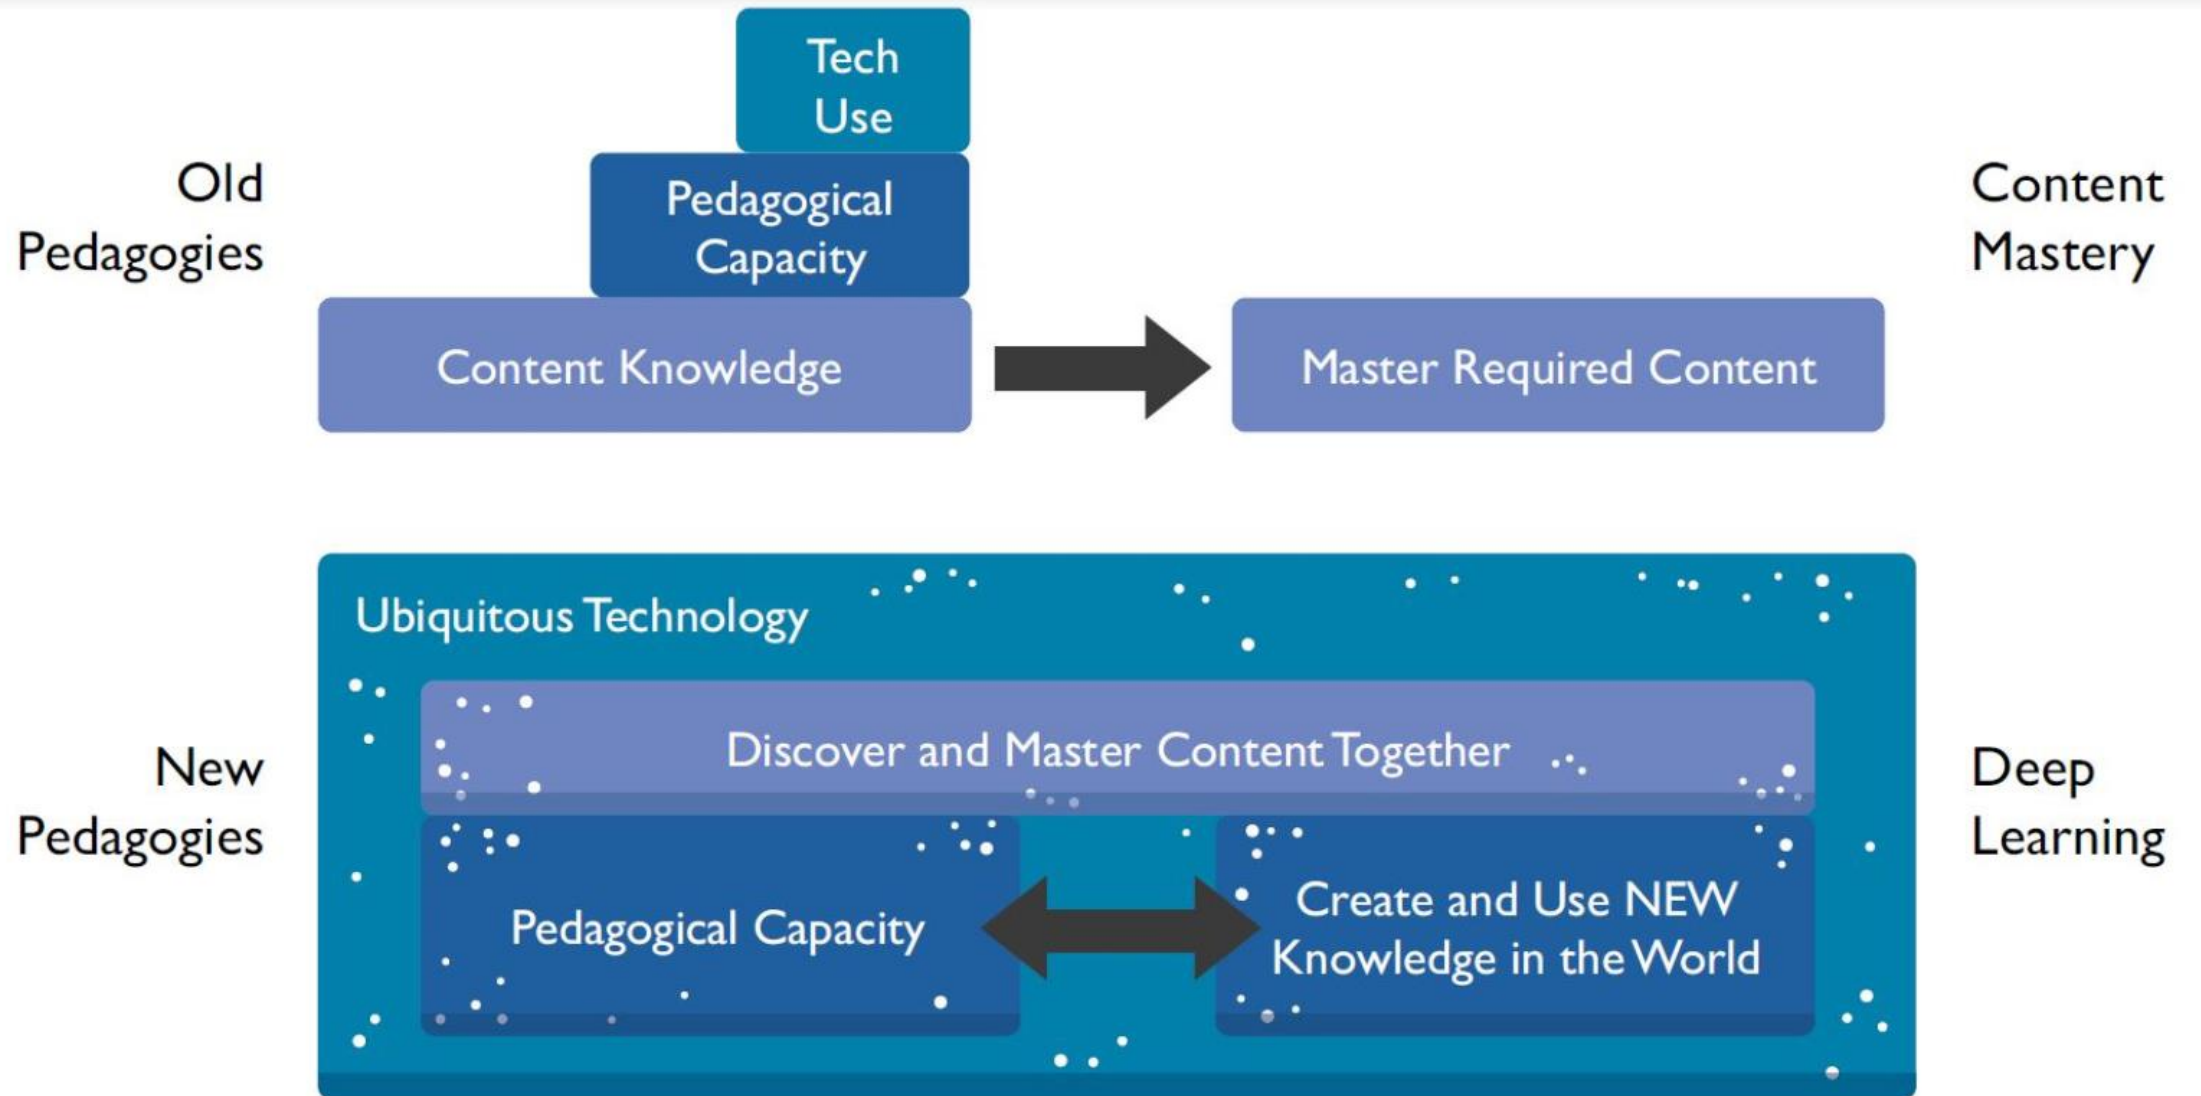 Tech
Use
Old
Pedagogies
Pedagogical
Capacity
Content
Mastery
Content Knowledge
Master Required Content
Ubiquitous Technology
Discover and Master Content Together
New
Pedagogies
Deep
Learning
Pedagogical Capacity
Create and Use NEW
Knowledge in the World